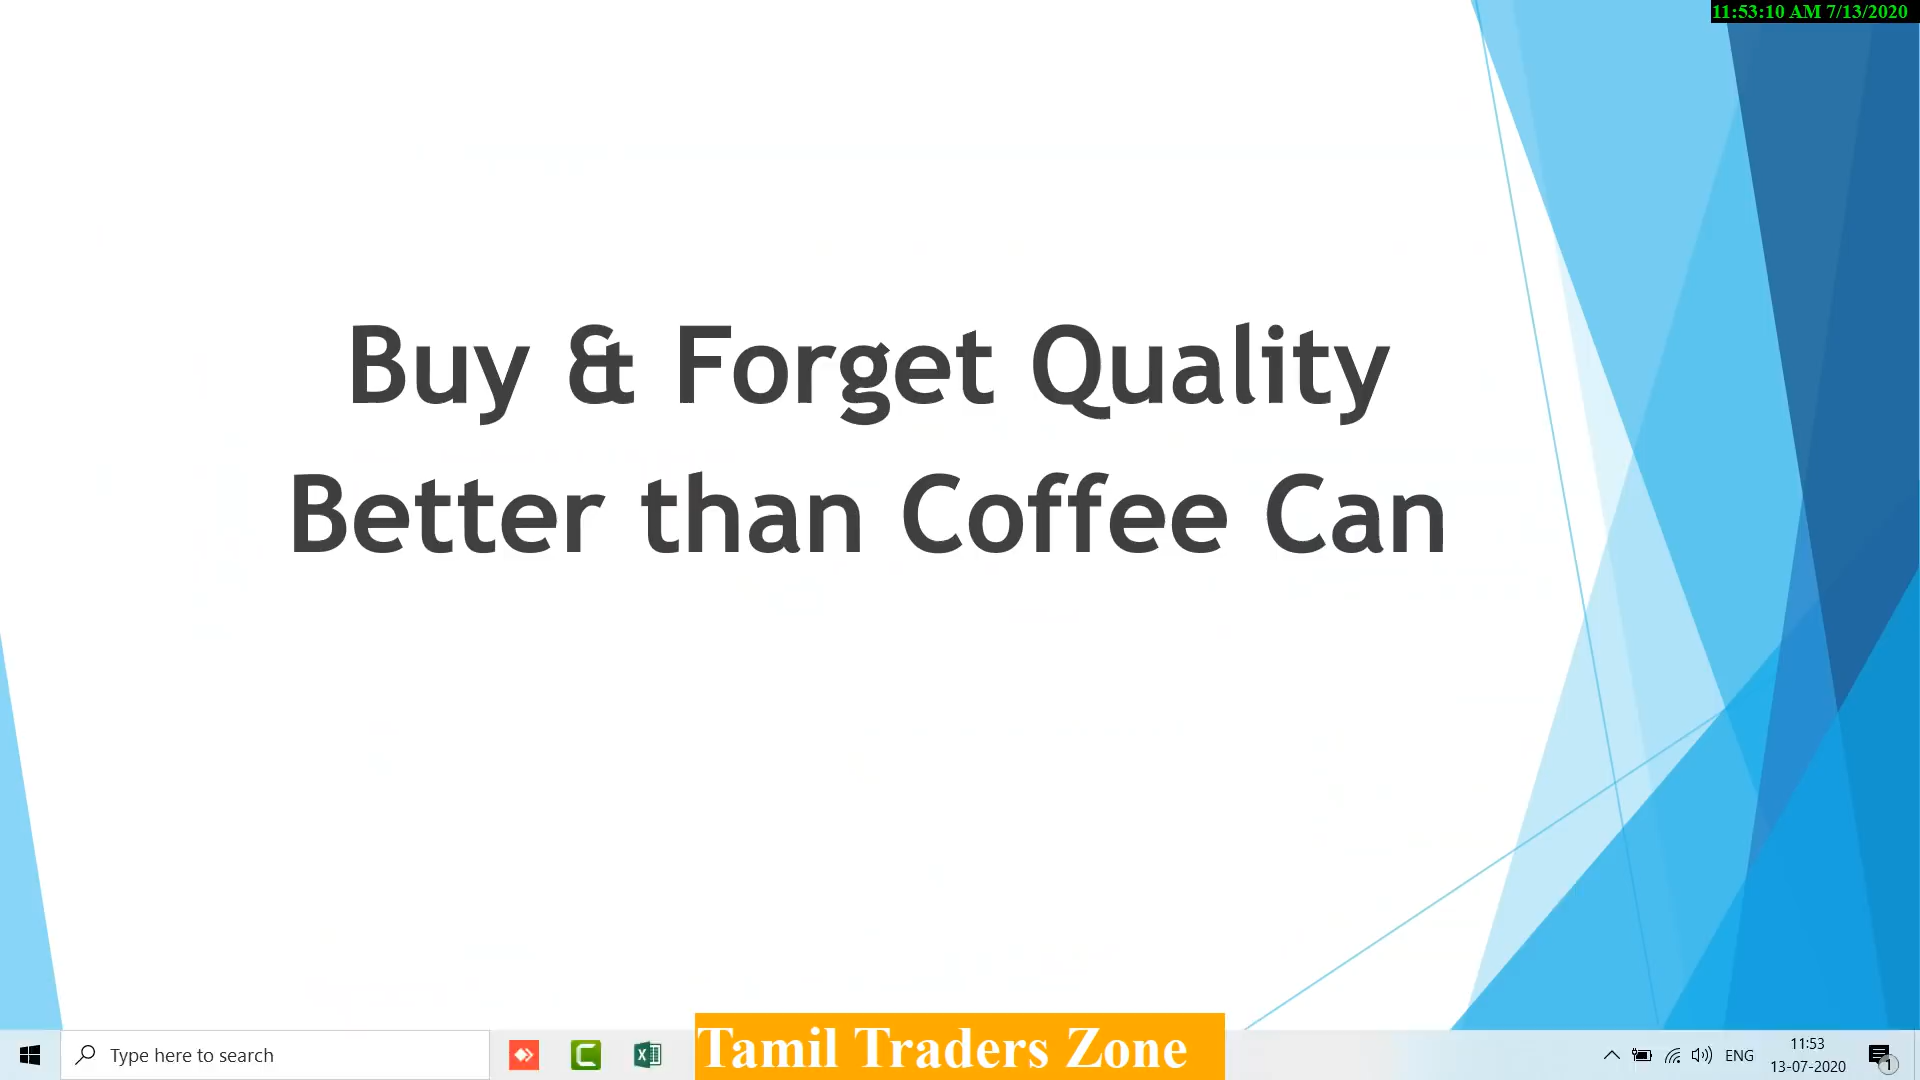 11:53:10 AM 7/13/2020
Buy & Forget Quality
Better than Coffee Can
Tamil Traders Zone
Type here to search
ENG
11:53
13-07-2020
1